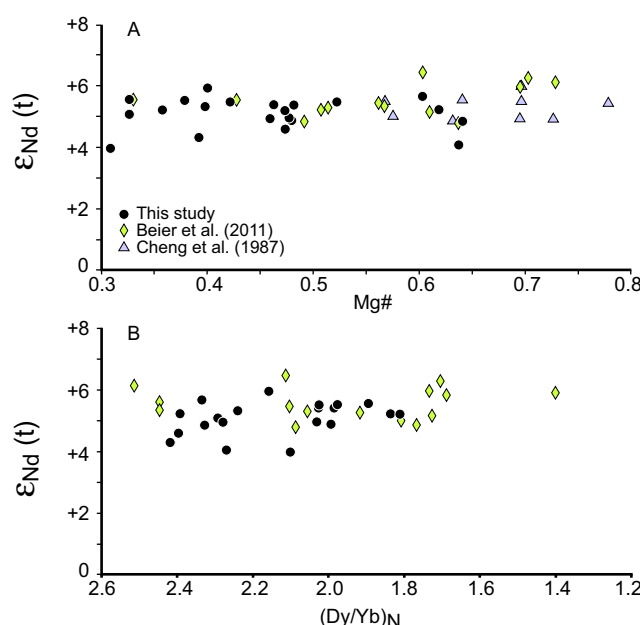 A
+8
+6
+4
+2
0
εNd (t)
This study
Beier et al. (2011)
Cheng et al. (1987)
0.3 0.4 0.5 0.6 0.7 0.8
Mg#
B
+8
+6
+4
+2
0
εNd (t)
2.6 2.4 2.2 2.0 1.8 1.6 1.4 1.2
(Dy/Yb)N